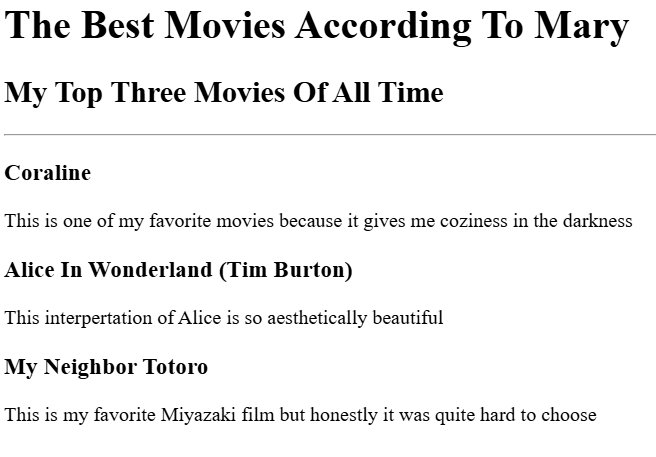 The Best Movies According To Mary
My Top Three Movies Of All Time
Coraline
This is one of my favorite movies because it gives me coziness in the darkness
Alice In Wonderland (Tim Burton)
This interpertation of Alice is so aesthetically beautiful
My Neighbor Totoro
This is my favorite Miyazaki film but honestly it was quite hard to choose